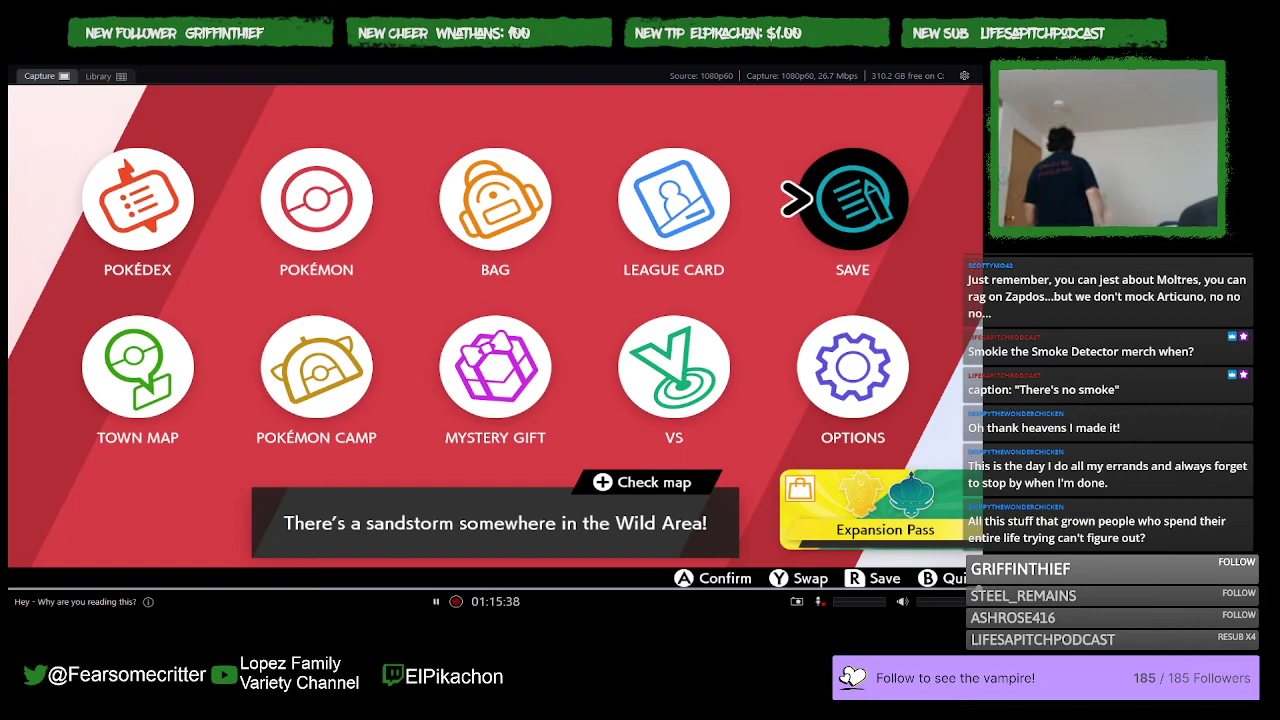 NEW FOLLOWER GRIFFINTHIEF
NEW CHEER WNATHANS: 100
NEW TIP ELPIKACHON: $1.00
NEW SUB LIFESAPITCHPODCAST
Capture
Library
Source: 1080p60
Capture: 1080p60, 26.7 Mbps
310.2 GB free on C:
POKÉDEX
POKÉMON
BAG
LEAGUE CARD
SAVE
TOWN MAP
POKÉMON CAMP
MYSTERY GIFT
VS
OPTIONS
+ Check map
There's a sandstorm somewhere in the Wild Area!
Expansion Pass
A Confirm
Y Swap
R Save
B Qui
Hey - Why are you reading this?
01:15:38
SCOTTYMO42
Just remember, you can jest about Moltres, you can
rag on Zapdos...but we don't mock Articuno, no no
no...
LIFESAPITCHPODCAST
Smokie the Smoke Detector merch when?
LIFESAPITCHPODCAST
caption: "There's no smoke"
SKIPPYTHEWONDERCHICKEN
Oh thank heavens I made it!
SKIPPYTHEWONDERCHICKEN
This is the day I do all my errands and always forget
to stop by when I'm done.
SKIPPYTHEWONDERCHICKEN
All this stuff that grown people who spend their
entire life trying can't figure out?
GRIFFINTHIEF FOLLOW
STEEL_REMAINS FOLLOW
ASHROSE416 FOLLOW
LIFESAPITCHPODCAST RESUB X4
@Fearsomecritter
Lopez Family
Variety Channel
ElPikachon
Follow to see the vampire!
185 / 185 Followers